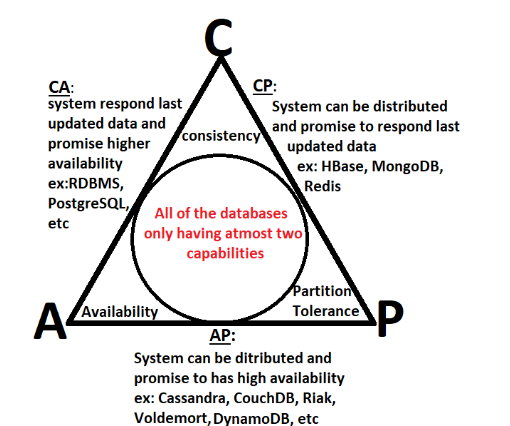 C
CA:
system respond last
updated data and
promise higher
availability
ex:RDBMS,
PostgreSQL,
etc
CP:
System can be distributed
and promise to respond last
updated data
ex: HBase, MongoDB,
Redis
consistency
All of the databases
only having atmost two
capabilities
A
Availability
Partition
Tolerance
P
AP:
System can be ditributed and
promise to has high availability
ex: Cassandra, CouchDB, Riak,
Voldemort, DynamoDB, etc